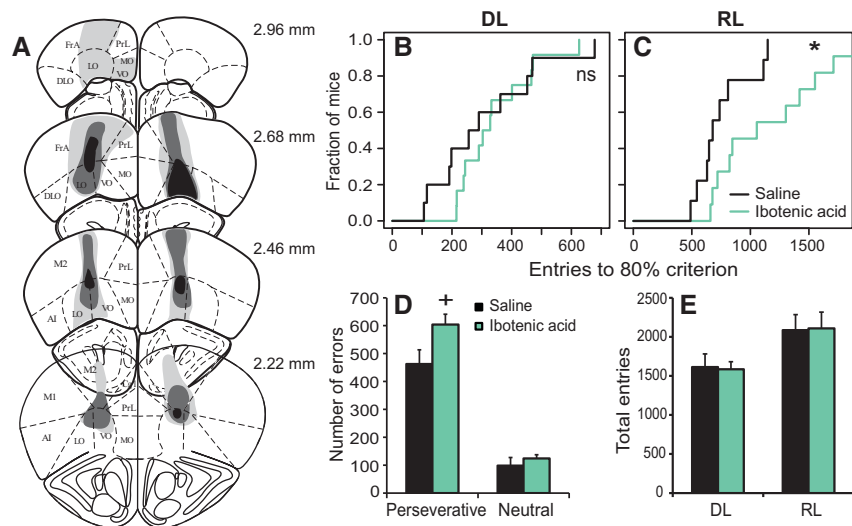 A
2.96 mm
FrA
PrL
LO
MO
VO
DLO
2.68 mm
FrA
PrL
LO
VO
MO
DLO
2.46 mm
M2
PrL
AI
LO
VO
MO
2.22 mm
M2
M1
PrL
AI
LO
VO
MO
DL
B
ns
Fraction of mice
1.0
0.8
0.6
0.4
0.2
0.0
0
200
400
600
RL
C
*
Saline
Ibotenic acid
0
500
1000
1500
Entries to 80% criterion
D
+
Saline
Ibotenic acid
Number of errors
700
600
500
400
300
200
100
0
Perseverative
Neutral
E
Total entries
2500
2000
1500
1000
500
0
DL
RL